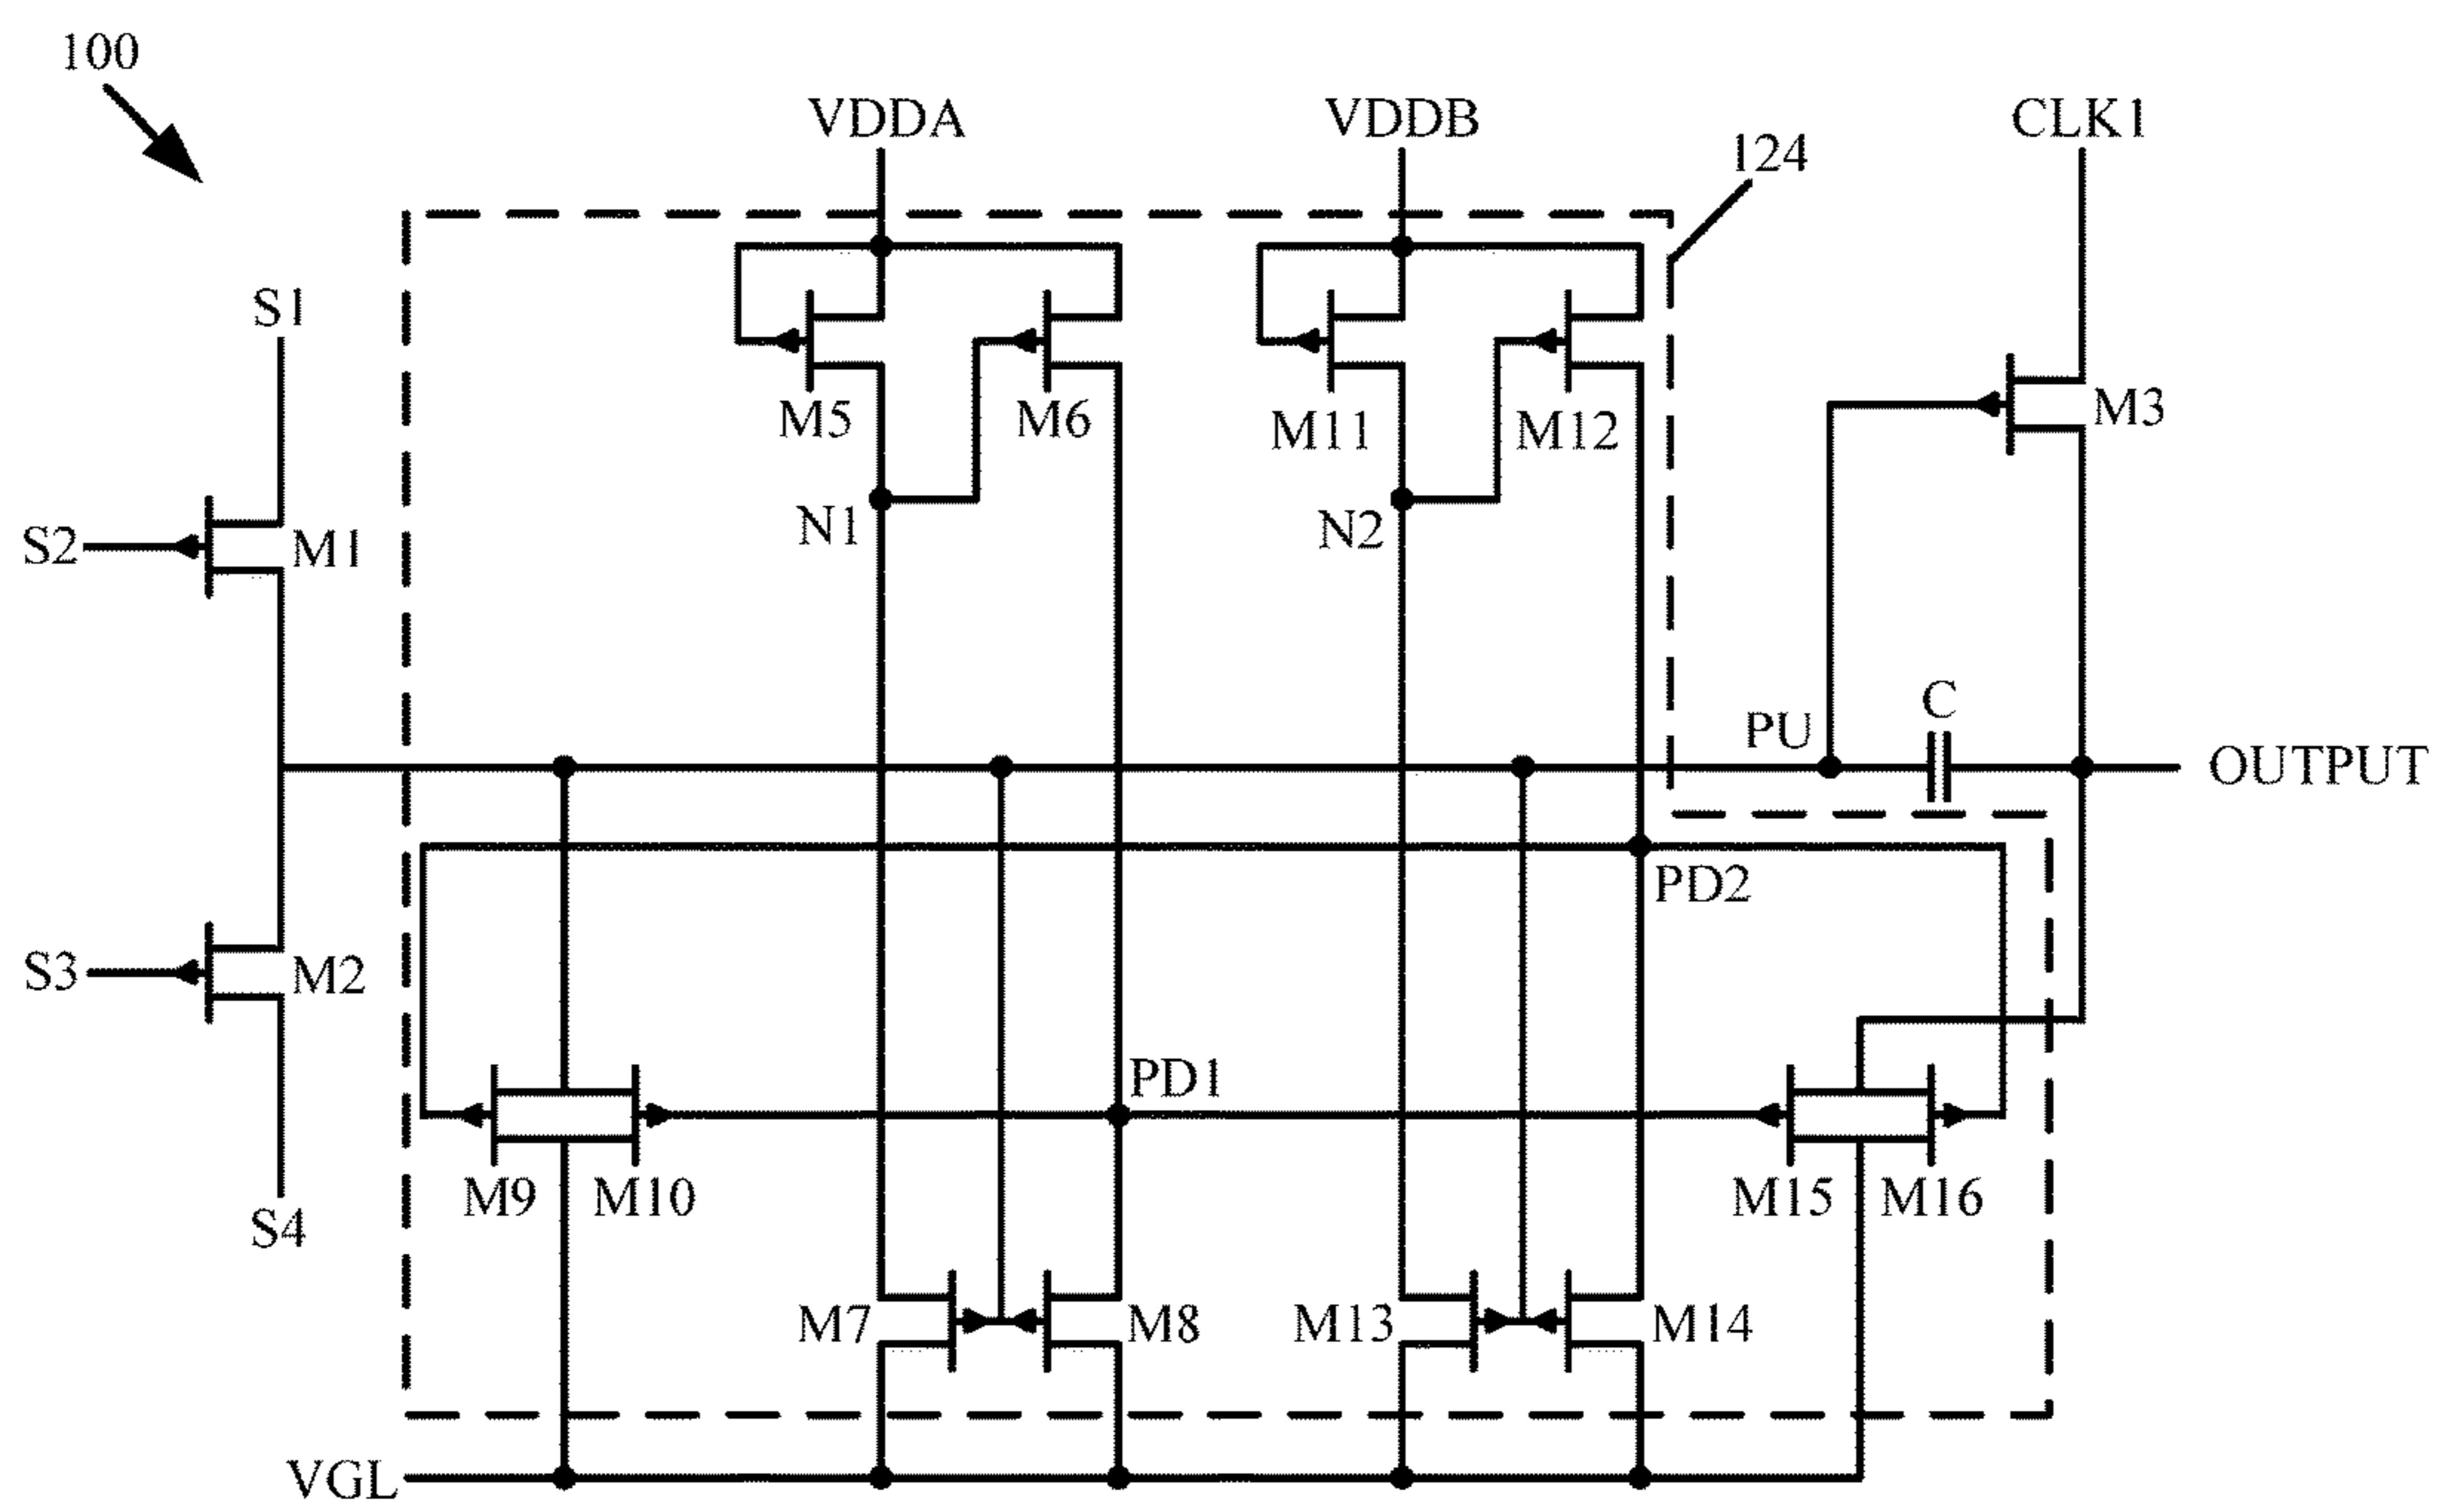 100
VDDA
VDDB
CLK1
124
S1
M5
M6
M11
M12
M3
S2
M1
N1
N2
PU
C
OUTPUT
PD2
S3
M2
PD1
M9
M10
M15
M16
S4
M7
M8
M13
M14
VGL